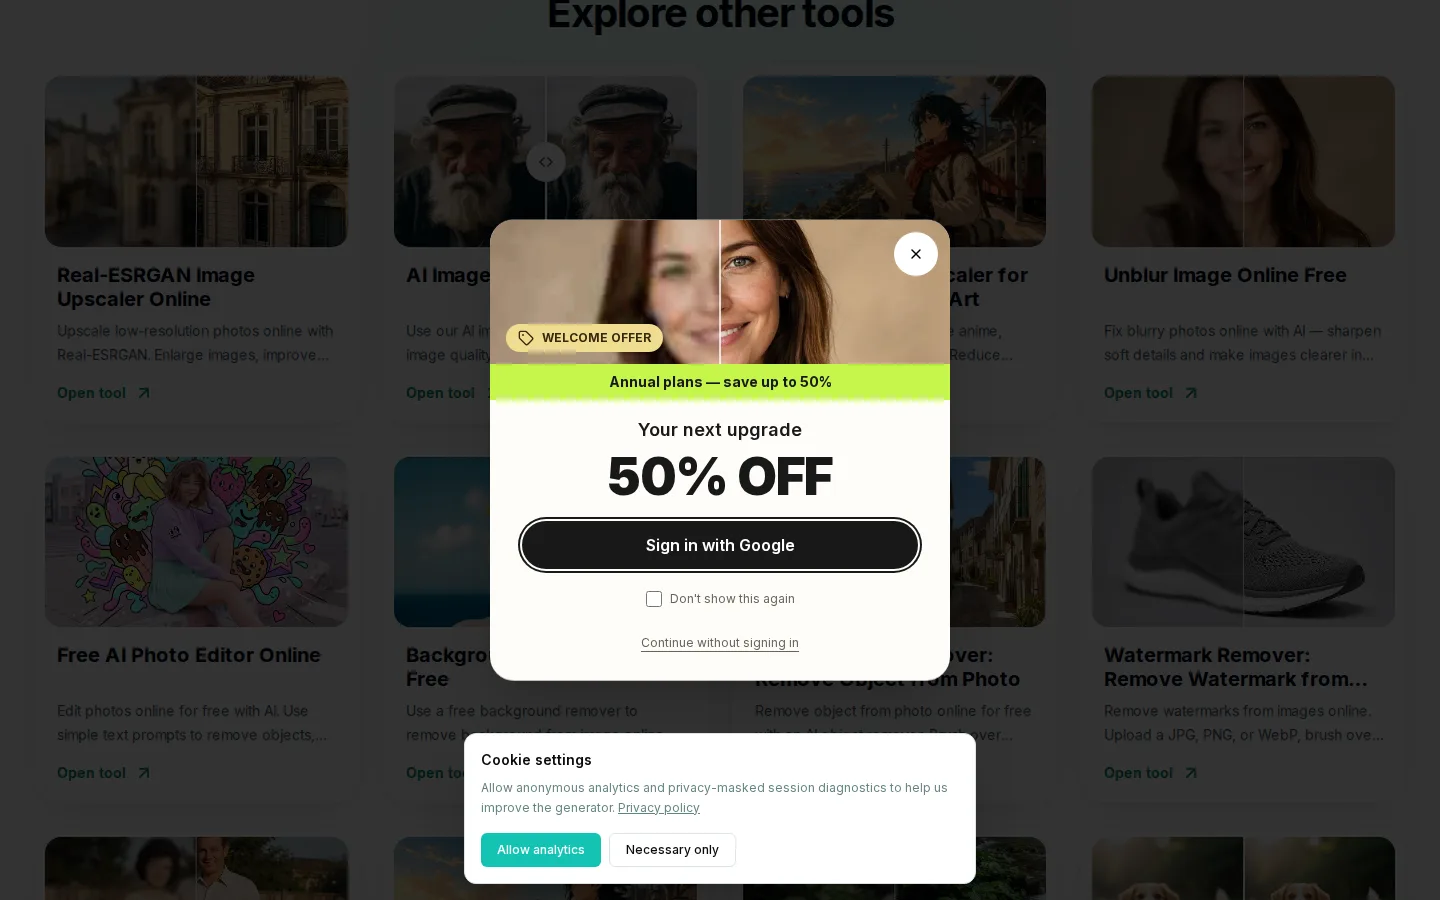 Explore other tools
Real-ESRGAN Image
Upscaler Online
Upscale low-resolution photos online with
Real-ESRGAN. Enlarge images, improve...
Open tool
AI Image
Use our AI im
image quality
Open tool
caler for
Art
anime,
Reduce...
Unblur Image Online Free
Fix blurry photos online with AI — sharpen
soft details and make images clearer in...
Open tool
WELCOME OFFER
Annual plans — save up to 50%
Your next upgrade
50% OFF
Sign in with Google
Don't show this again
Continue without signing in
Free AI Photo Editor Online
Edit photos online for free with AI. Use
simple text prompts to remove objects,...
Open tool
Backgrou
Free
Use a free background remover to
remove background from image online
Open to
over:
Remove Object from Photo
Remove object from photo online for free
Watermark Remover:
Remove Watermark from...
Remove watermarks from images online.
Upload a JPG, PNG, or WebP, brush ove...
Open tool
Cookie settings
Allow anonymous analytics and privacy-masked session diagnostics to help us
improve the generator. Privacy policy
Allow analytics
Necessary only